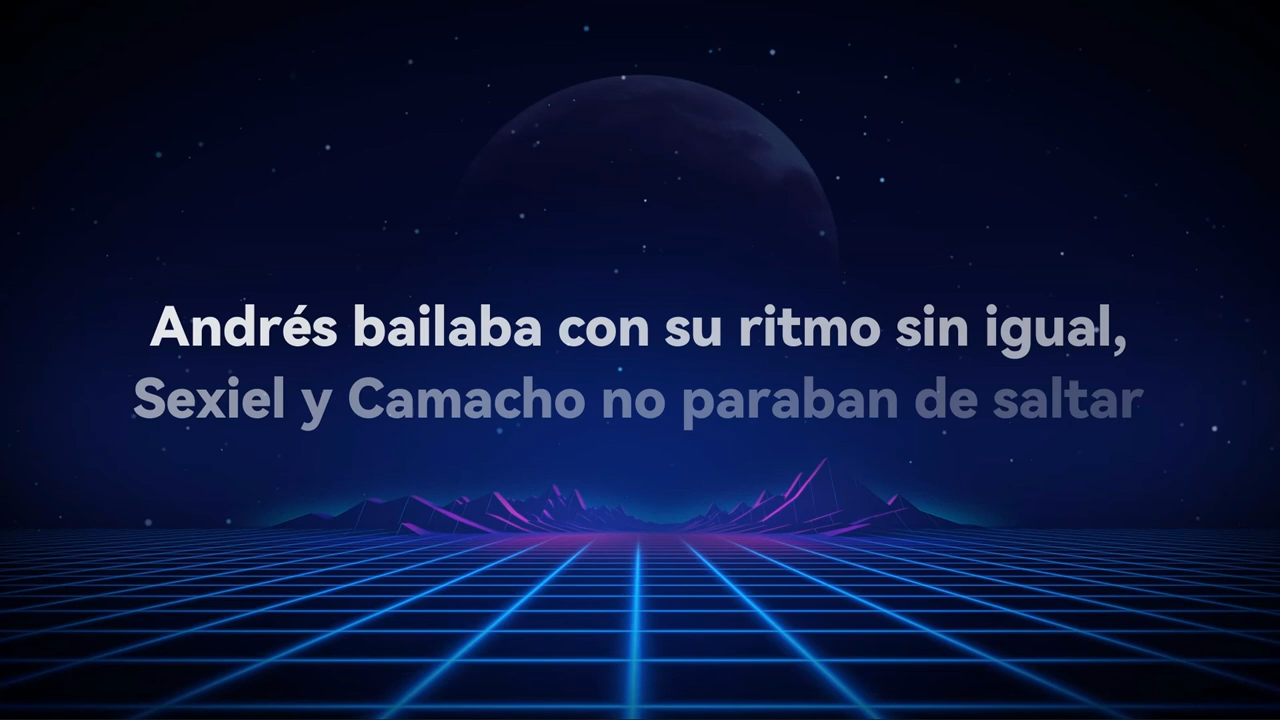 Andrés bailaba con su ritmo sin igual,
Sexiel y Camacho no paraban de saltar